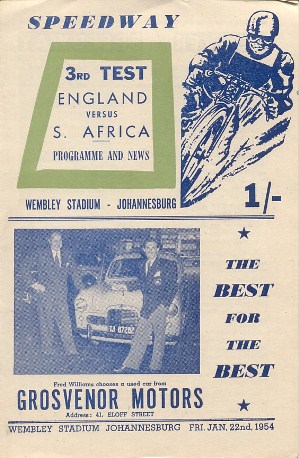 SPEEDWAY
3RD TEST
ENGLAND
VERSUS
S. AFRICA
PROGRAMME AND NEWS
WEMBLEY STADIUM - JOHANNESBURG
1/-
THE
BEST
FOR
THE
BEST
Fred Williams chooses a used car from
GROSVENOR MOTORS
Address: 41, ELOFF STREET
WEMBLEY STADIUM JOHANNESBURG FRI. JAN, 22nd, 1954